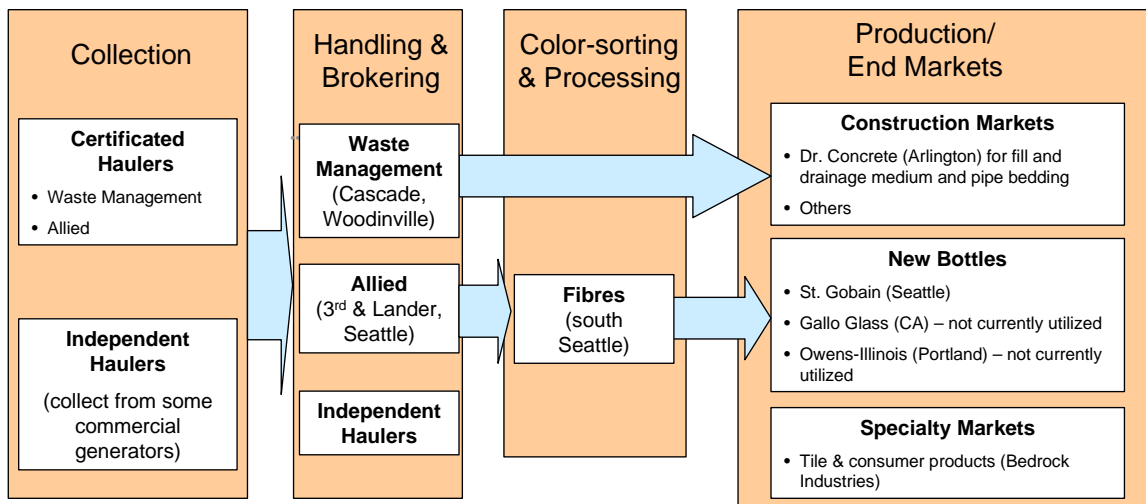 Collection
Certificated
Haulers
• Waste Management
• Allied
Independent
Haulers
(collect from some
commercial
generators)
Handling &
Brokering
Waste
Management
(Cascade,
Woodinville)
Allied
(3rd & Lander,
Seattle)
Independent
Haulers
Color-sorting
& Processing
Fibres
(south
Seattle)
Production/
End Markets
Construction Markets
• Dr. Concrete (Arlington) for fill and
drainage medium and pipe bedding
• Others
New Bottles
• St. Gobain (Seattle)
• Gallo Glass (CA) – not currently utilized
• Owens-Illinois (Portland) – not currently
utilized
Specialty Markets
• Tile & consumer products (Bedrock
Industries)